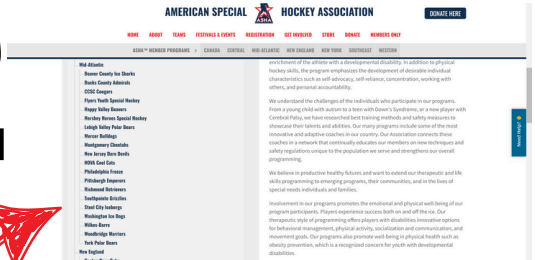 AMERICAN SPECIAL ASHA HOCKEY ASSOCIATION
DONATE HERE
HOME ABOUT TEAMS FESTIVALS & EVENTS REGISTRATION GET INVOLVED STORE DONATE MEMBERS ONLY
ASHA™ MEMBER PROGRAMS > CANADA CENTRAL MID-ATLANTIC NEW ENGLAND NEW YORK SOUTHEAST WESTERN
Mid-Atlantic
Beaver County Ice Sharks
Bucks County Admirals
CCSC Cougars
Flyers Youth Special Hockey
Happy Valley Beavers
Hershey Heroes Special Hockey
Lehigh Valley Polar Bears
Mercer Bulldogs
Montgomery Cheetahs
New Jersey Dare Devils
NOVA Cool Cats
Philadelphia Freeze
Pittsburgh Emperors
Richmond Retrievers
Southpointe Grizzlies
Steel City Icebergs
Washington Ice Dogs
Wilkes-Barre
Woodbridge Warriors
York Polar Bears
New England
enrichment of the athlete with a developmental disability. In addition to physical
hockey skills, the program emphasizes the development of desirable individual
characteristics such as self-advocacy, self-reliance, concentration, working with
others, and personal accountability.
We understand the challenges of the individuals who participate in our programs.
From a young child with autism to a teen with Down's Syndrome, or a new player with
Cerebral Palsy, we have researched best training methods and safety measures to
showcase their talents and abilities. Our many programs include some of the most
innovative and adaptive coaches in our country. Our Association connects these
coaches in a network that continually educates our members on new techniques and
safety regulations unique to the population we serve and strengthens our overall
programming.
We believe in productive healthy futures and want to extend our therapeutic and life
skills programming to emerging programs, their communities, and in the lives of
special needs individuals and families.
Involvement in our programs promotes the emotional and physical well-being of our
program participants. Players experience success both on and off the ice. Our
therapeutic style of programming offers players with disabilities innovative options
for behavioral management, physical activity, socialization and communication, and
movement goals. Our programs also promote well-being in physical health such as
obesity prevention, which is a recognized concern for youth with developmental
disabilities.
Need Help?